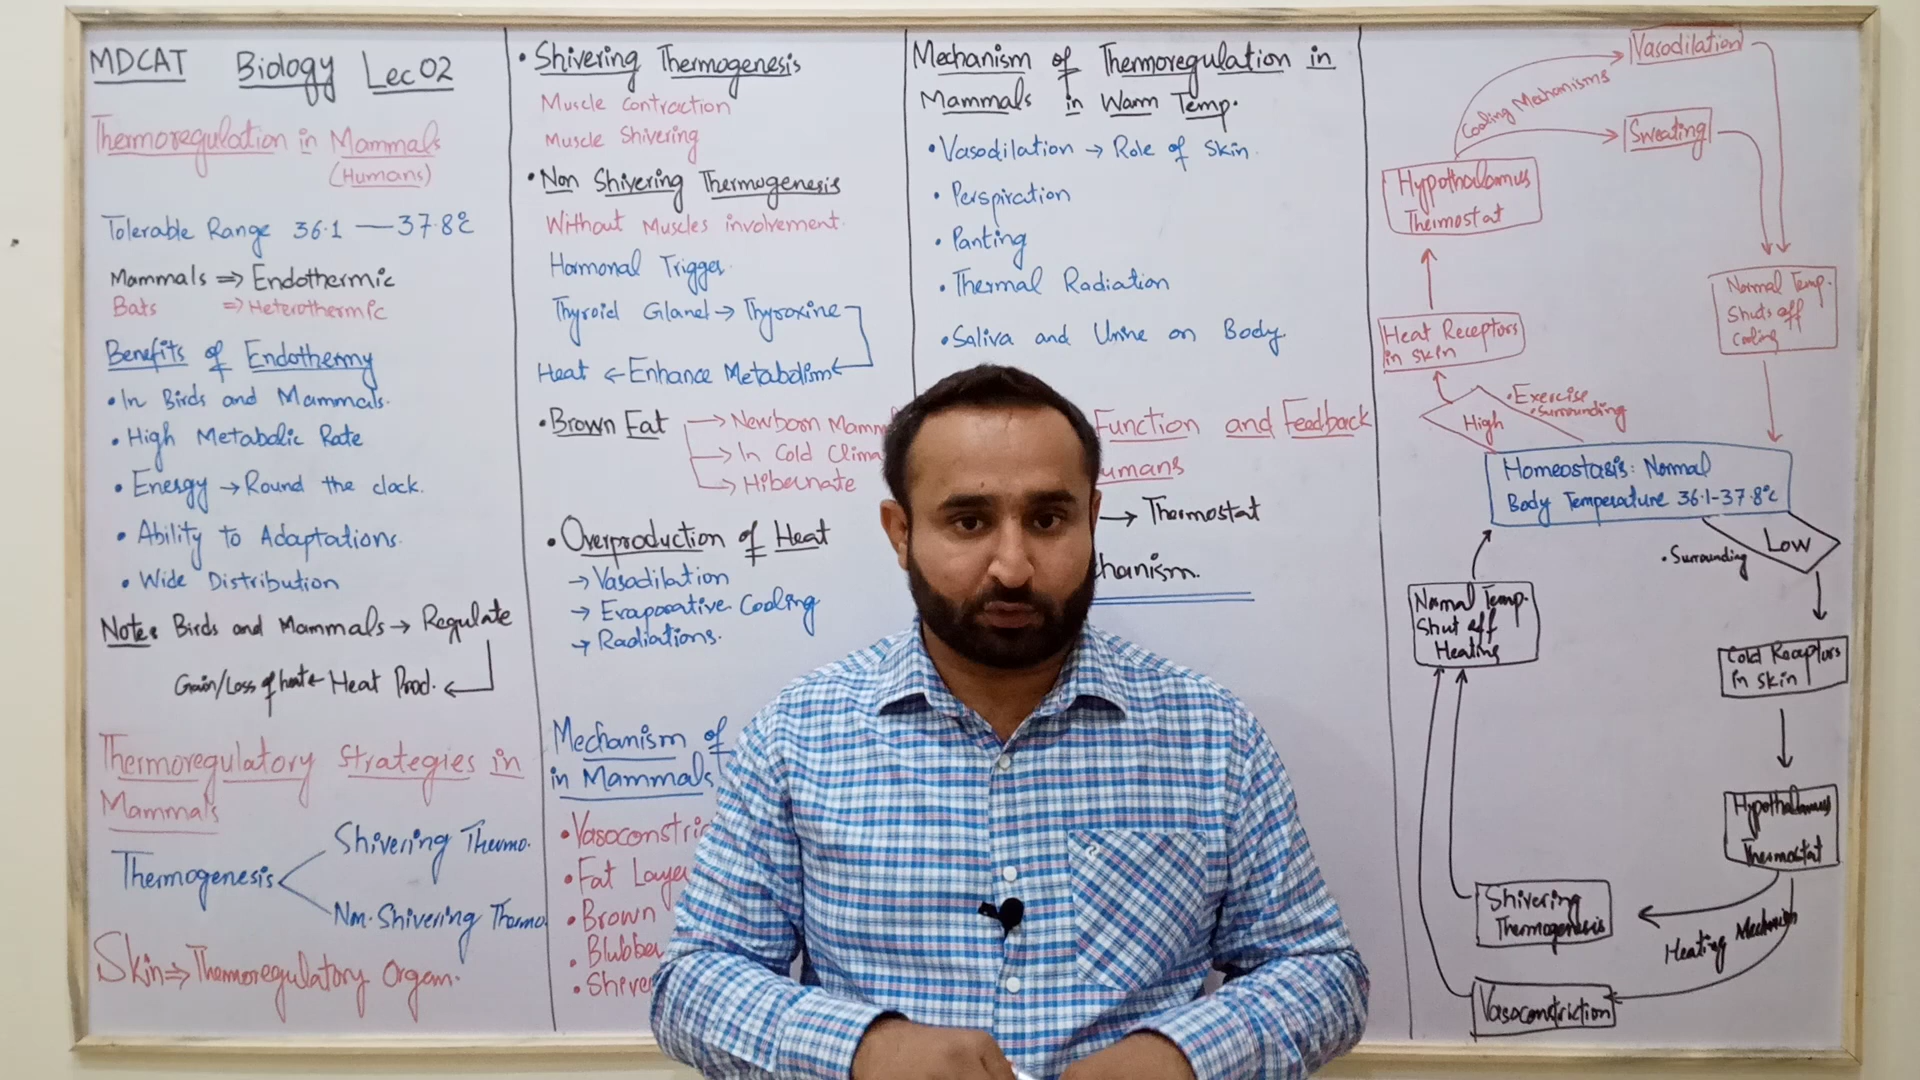 MDCAT Biology Lec 02
Thermoregulation in Mammals
(Humans)
Tolerable Range 36.1 — 37.8°C
Mammals ⇒ Endothermic
Bats ⇒ Heterothermic
Benefits of Endothermy
• In Birds and Mammals.
• High Metabolic Rate
• Energy → Round the clock.
• Ability to Adaptations.
• Wide Distribution
Note: Birds and Mammals → Regulate
Gain/Loss of heat ← Heat Prod. ←
Thermoregulatory Strategies in
Mammals
Thermogenesis
Shivering Thermo.
Non-Shivering Thermo
Skin ⇒ Thermoregulatory Organ.
• Shivering Thermogenesis
Muscle contraction
Muscle Shivering
• Non Shivering Thermogenesis
Without Muscles involvement.
Hormonal Trigger.
Thyroid Gland → Thyroxine
Heat ← Enhance Metabolism ←
• Brown Fat
→ Newborn Mamm
→ In Cold Clima
→ Hibernate
• Overproduction of Heat
→ Vasodilation
→ Evaporative Cooling
→ Radiations.
Mechanism of
in Mammals
• Vasoconstric
• Fat Laye
• Brown
• Blubbe
• Shive
Mechanism of Thermoregulation in
Mammals in Warm Temp.
• Vasodilation → Role of Skin.
• Perspiration
• Panting
• Thermal Radiation
• Saliva and Urine on Body
Function and Feedback
umans
→ Thermostat
chanism.
Vasodilation
Cooling Mechanisms
Sweating
Hypothalamus
Thermostat
Normal Temp.
Shuts off
Cooling
Heat Receptors
in skin
High
• Exercise
• Surrounding
Homeostasis: Normal
Body Temperature 36.1-37.8°C
Low
• Surrounding
Normal Temp.
Shut off
Heating
Cold Receptors
in skin
Hypothalamus
Thermostat
Shivering
Thermogenesis
Heating Mechanism
Vasoconstriction